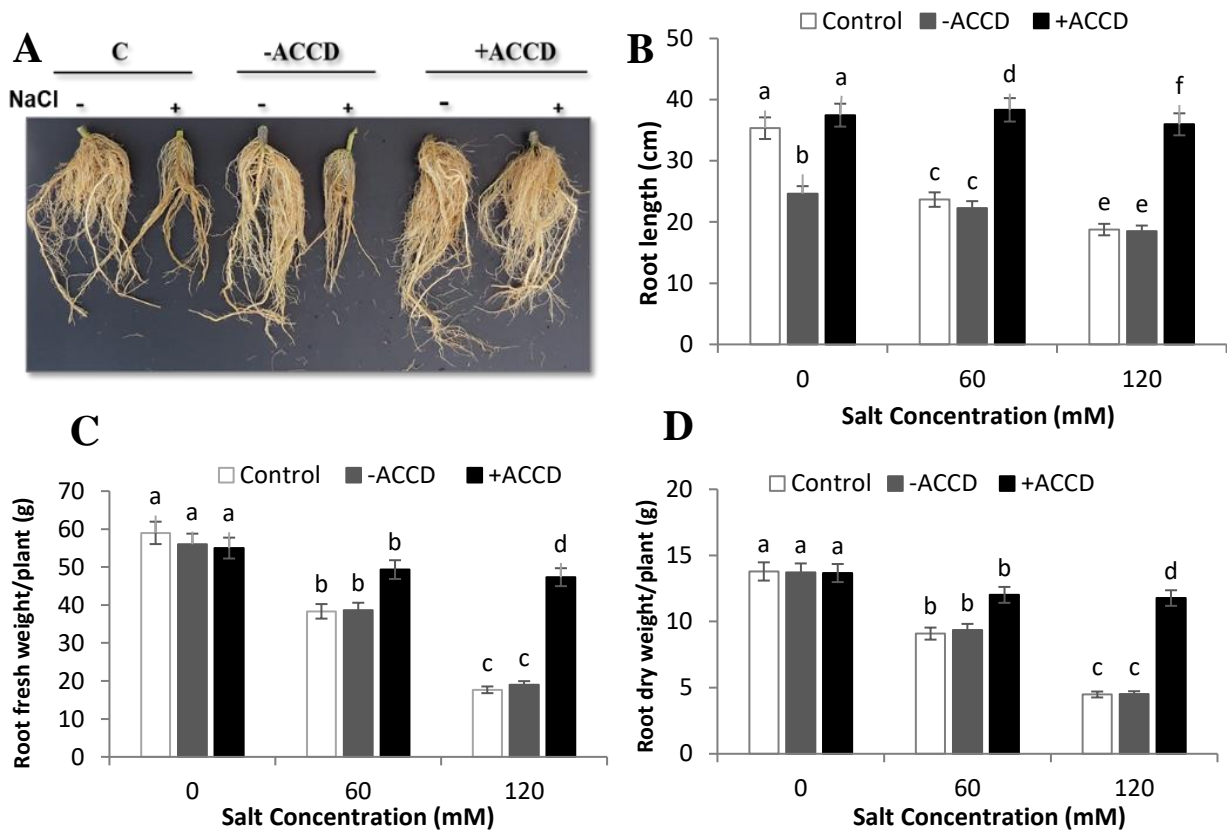 A
C -ACCD +ACCD
NaCl - + - + - +
B
Control -ACCD +ACCD
Root length (cm)
50
40
30
20
10
0
a b a
c c d
e e f
0 60 120
Salt Concentration (mM)
C
Control -ACCD +ACCD
Root fresh weight/plant (g)
70
60
50
40
30
20
10
0
a a a
b b b
c c d
0 60 120
Salt Concentration (mM)
D
Control -ACCD +ACCD
Root dry weight/plant (g)
20
15
10
5
0
a a a
b b b
c c d
0 60 120
Salt Concentration (mM)